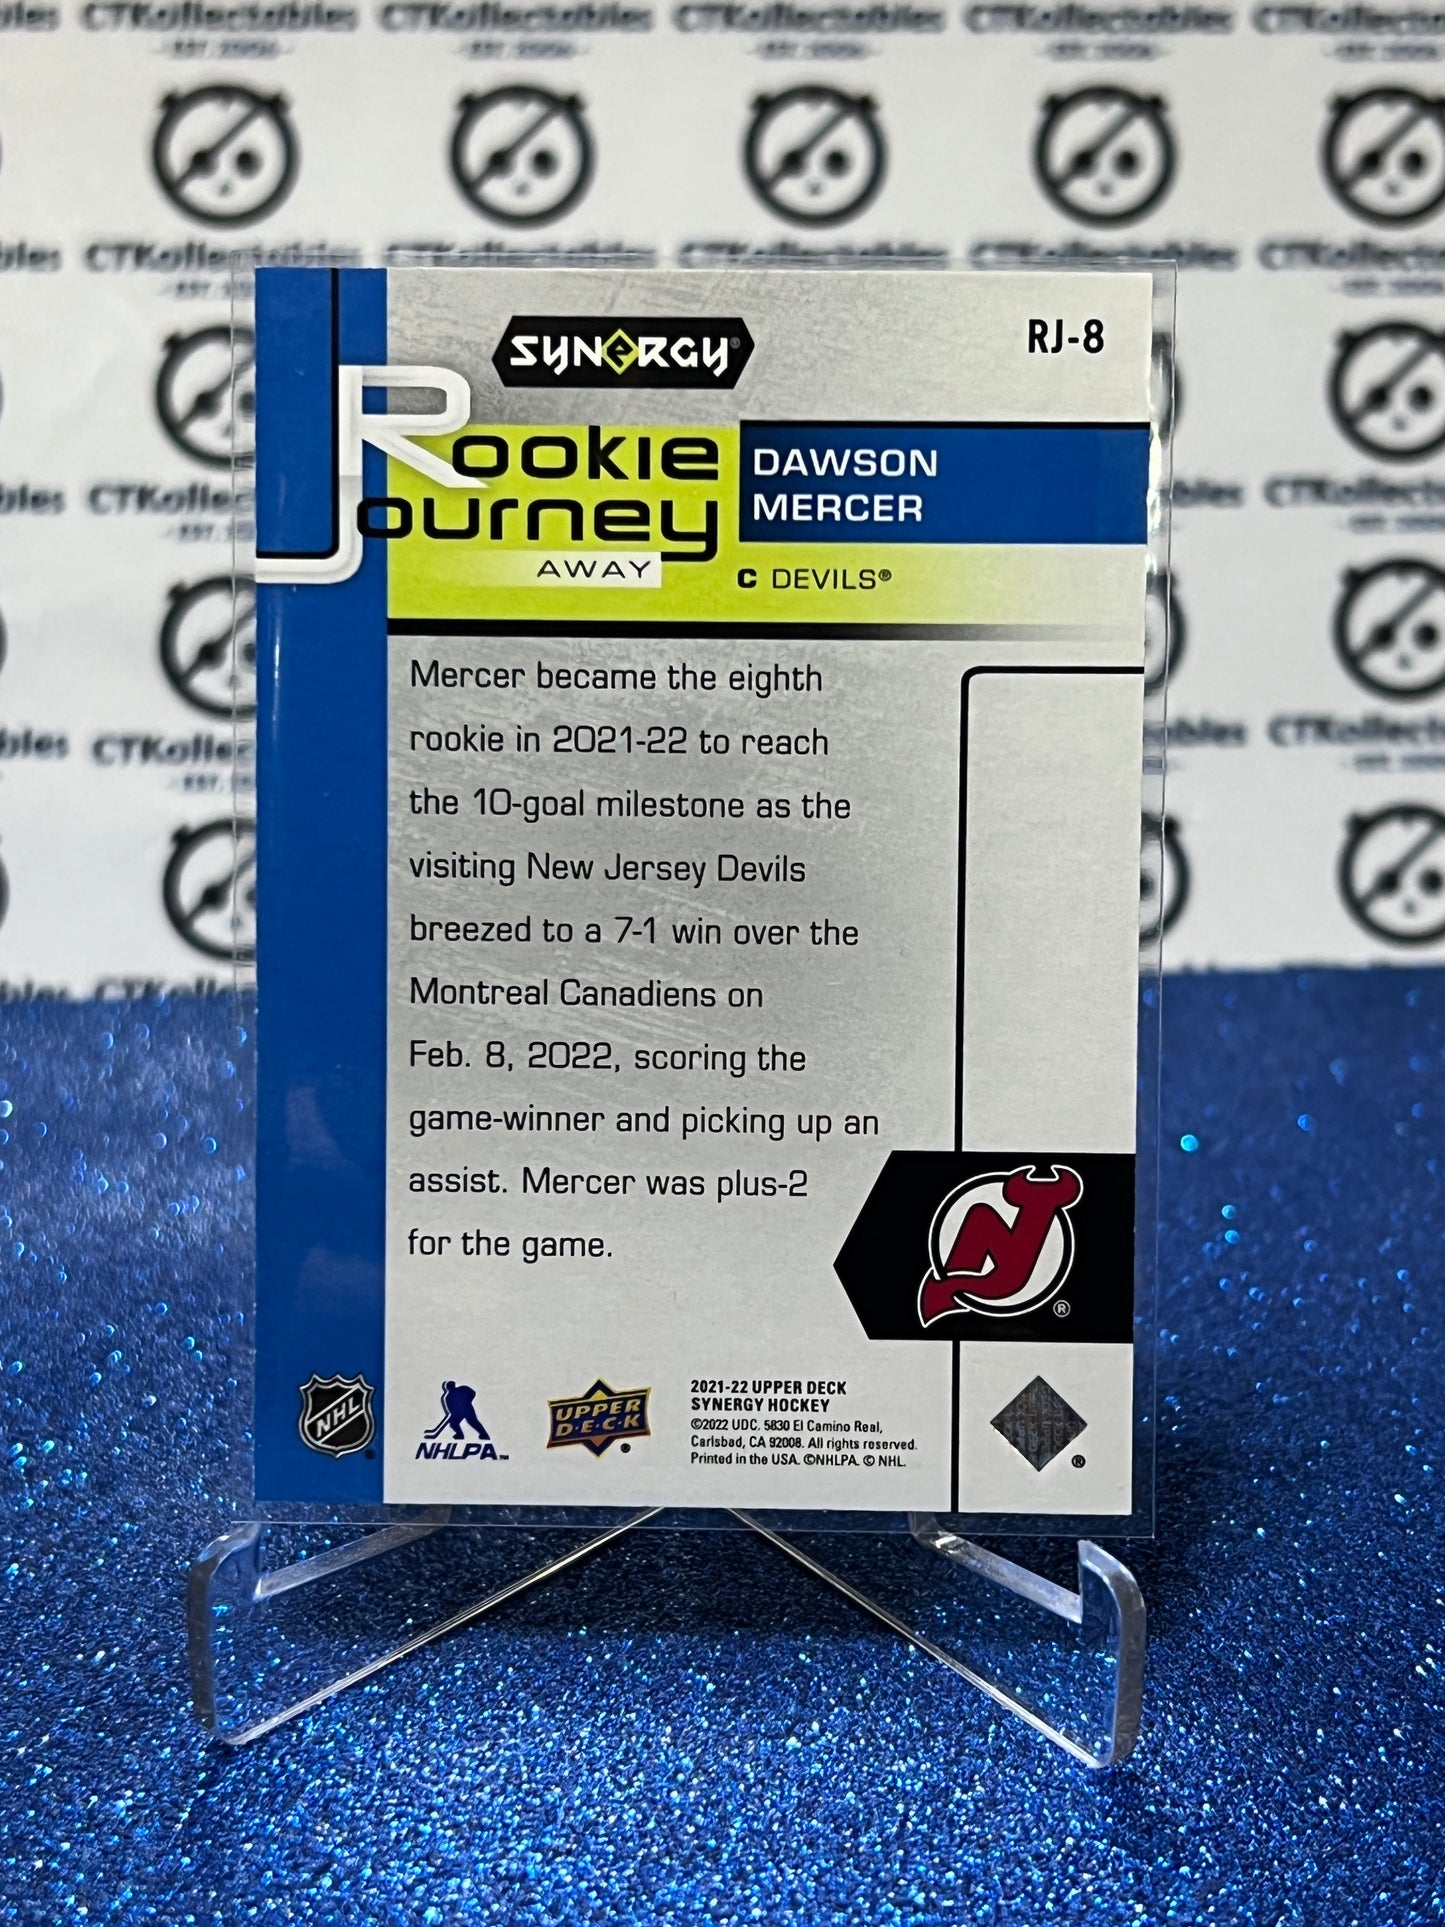 CTKollectables
EST. 2006
SYNERGY®
RJ-8
Rookie
Journey
AWAY
DAWSON
MERCER
C DEVILS®
Mercer became the eighth
rookie in 2021-22 to reach
the 10-goal milestone as the
visiting New Jersey Devils
breezed to a 7-1 win over the
Montreal Canadiens on
Feb. 8, 2022, scoring the
game-winner and picking up an
assist. Mercer was plus-2
for the game.
NHL
NHLPA™
UPPER
D·E·C·K
2021-22 UPPER DECK
SYNERGY HOCKEY
©2022 UDC. 5830 El Camino Real,
Carlsbad, CA 92008. All rights reserved.
Printed in the USA. ©NHLPA. © NHL.